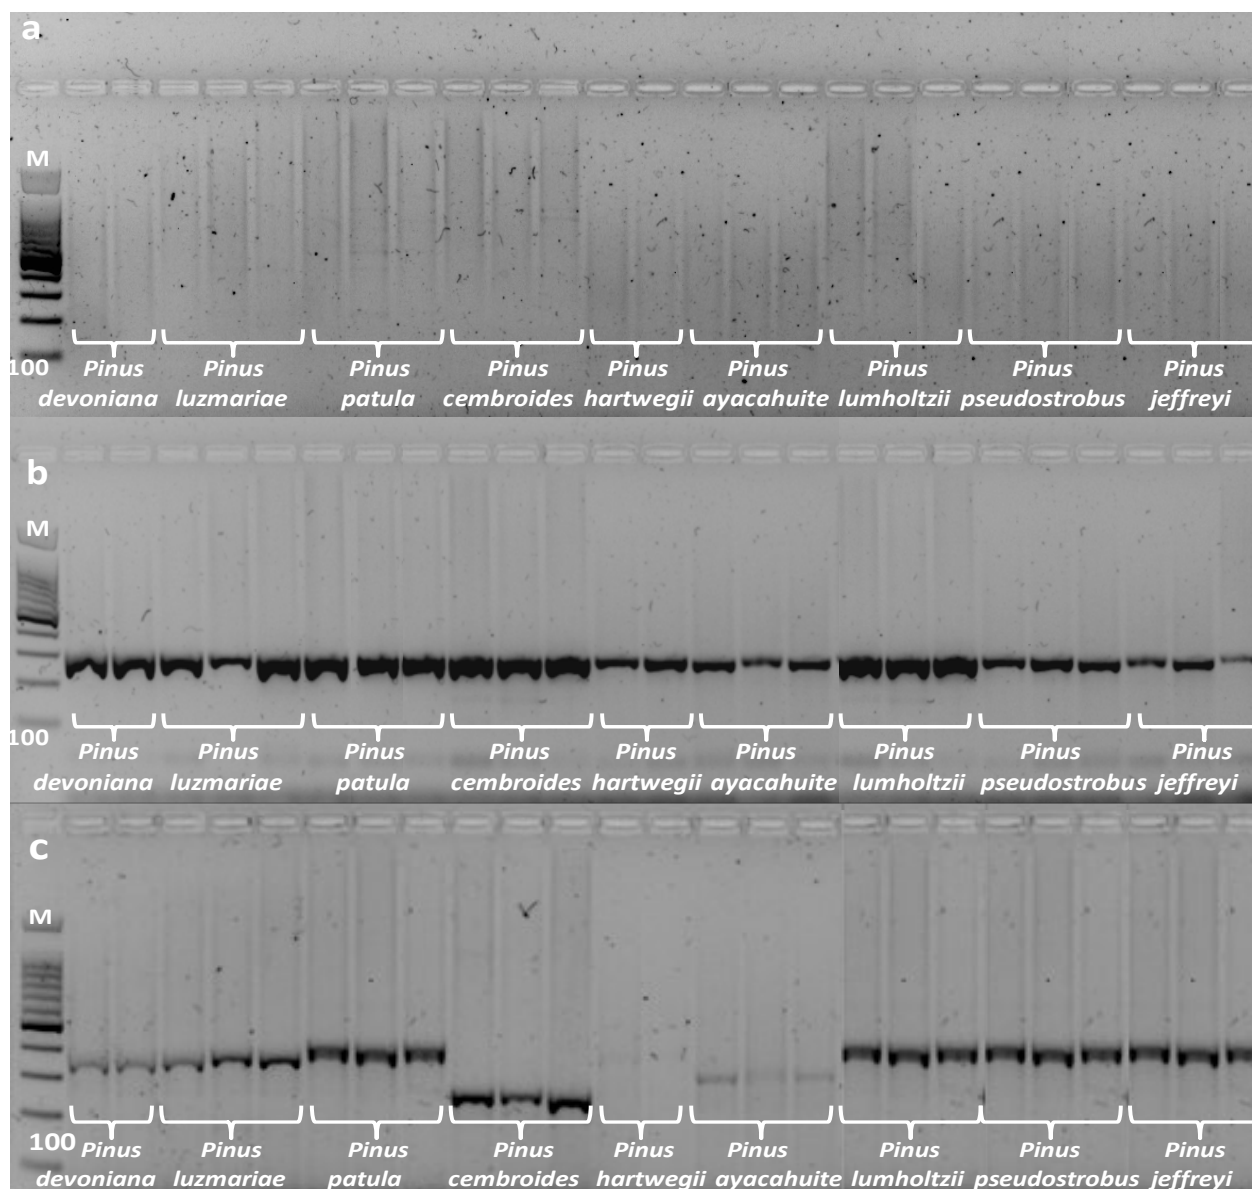 a
M
100
Pinus Pinus Pinus Pinus Pinus Pinus Pinus Pinus Pinus
devoniana luzmariae patula cembroides hartwegii ayacahuite lumholtzii pseudostrobus jeffreyi
b
M
100
Pinus Pinus Pinus Pinus Pinus Pinus Pinus Pinus Pinus
devoniana luzmariae patula cembroides hartwegii ayacahuite lumholtzii pseudostrobus jeffreyi
c
M
100 Pinus Pinus Pinus Pinus Pinus Pinus Pinus Pinus Pinus
devoniana luzmariae patula cembroides hartwegii ayacahuite lumholtzii pseudostrobus jeffreyi